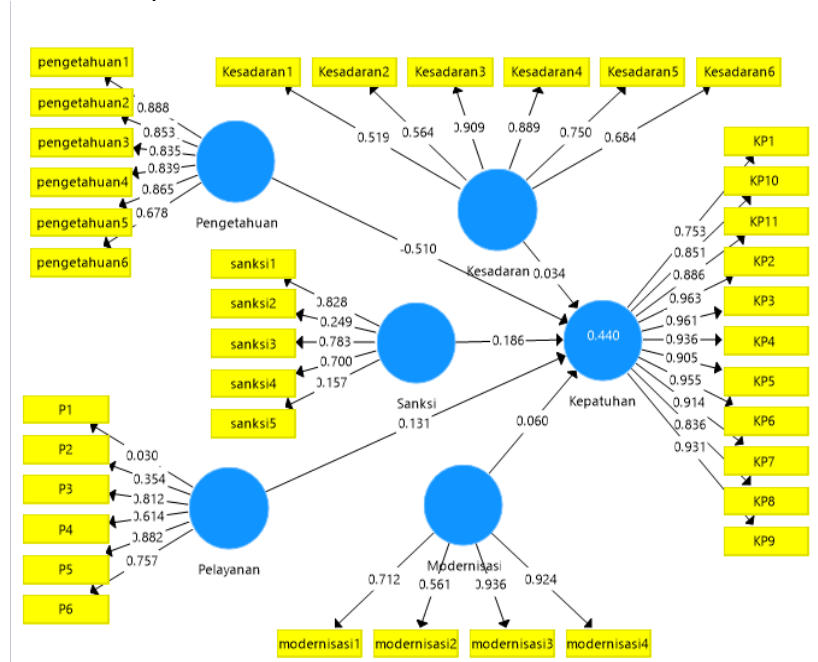 pengetahuan1
pengetahuan2
pengetahuan3
pengetahuan4
pengetahuan5
pengetahuan6
0.888
0.853
0.835
0.839
0.865
0.678
Pengetahuan
Kesadaran1
Kesadaran2
Kesadaran3
Kesadaran4
Kesadaran5
Kesadaran6
0.519
0.564
0.909
0.889
0.750
0.684
Kesadaran
-0.510
0.034
sanksi1
sanksi2
sanksi3
sanksi4
sanksi5
0.828
0.249
0.783
0.700
0.157
Sanksi
0.186
0.131
0.060
0.440
Kepatuhan
KP1
KP10
KP11
KP2
KP3
KP4
KP5
KP6
KP7
KP8
KP9
0.753
0.851
0.886
0.963
0.961
0.936
0.905
0.955
0.914
0.836
0.931
P1
P2
P3
P4
P5
P6
0.030
0.354
0.812
0.614
0.882
0.757
Pelayanan
Modernisasi
0.712
0.561
0.936
0.924
modernisasi1
modernisasi2
modernisasi3
modernisasi4